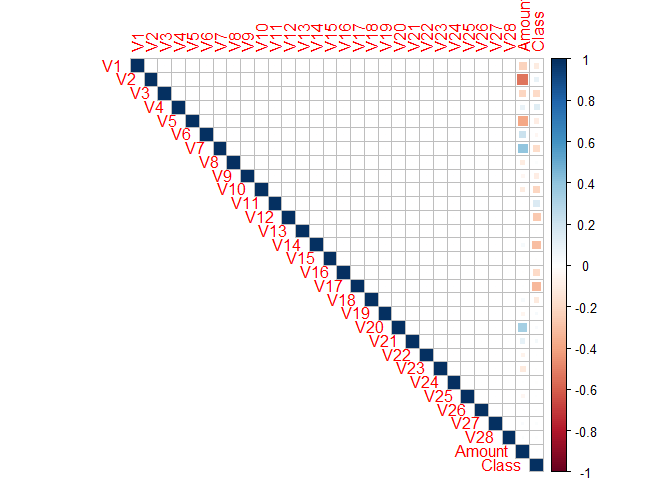 V1
V2
V3
V4
V5
V6
V7
V8
V9
V10
V11
V12
V13
V14
V15
V16
V17
V18
V19
V20
V21
V22
V23
V24
V25
V26
V27
V28
Amount
Class
V1
V2
V3
V4
V5
V6
V7
V8
V9
V10
V11
V12
V13
V14
V15
V16
V17
V18
V19
V20
V21
V22
V23
V24
V25
V26
V27
V28
Amount
Class
1
0.8
0.6
0.4
0.2
0
-0.2
-0.4
-0.6
-0.8
-1